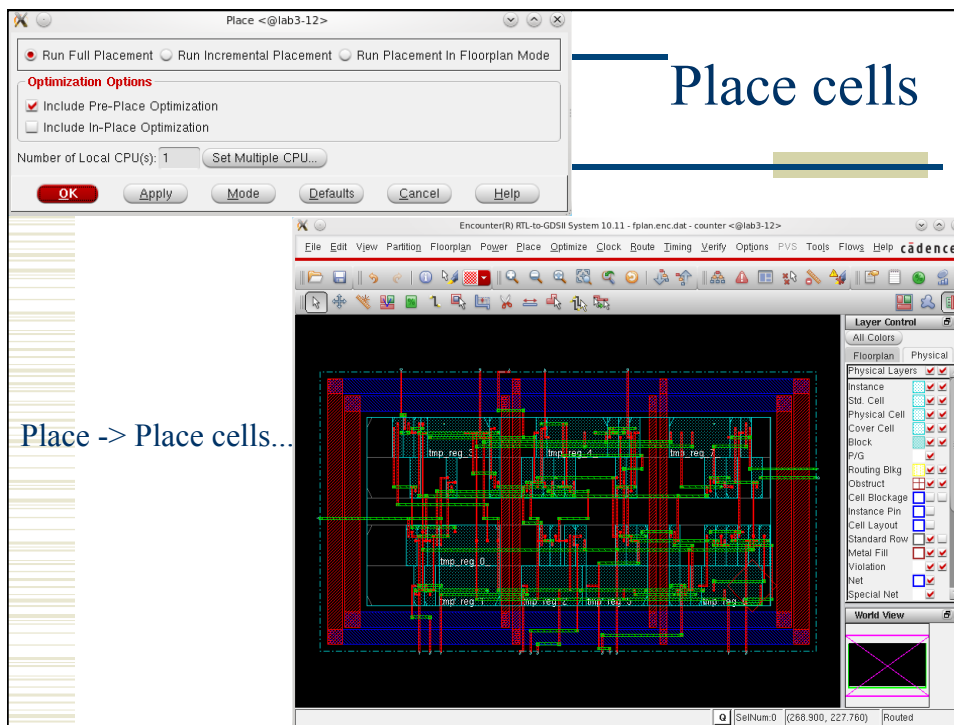 Place <@lab3-12>
Run Full Placement Run Incremental Placement Run Placement In Floorplan Mode
Optimization Options
Include Pre-Place Optimization
Include In-Place Optimization
Number of Local CPU(s): 1 Set Multiple CPU...
OK Apply Mode Defaults Cancel Help
Place cells
Place -> Place cells...
Encounter(R) RTL-to-GDSII System 10.11 - fplan.enc.dat - counter <@lab3-12>
File Edit View Partition Floorplan Power Place Optimize Clock Route Timing Verify Options PVS Tools Flows Help cādence
Layer Control
All Colors
Floorplan Physical
Physical Layers
Instance
Std. Cell
Physical Cell
Cover Cell
Block
P/G
Routing Blkg
Obstruct
Cell Blockage
Instance Pin
Cell Layout
Standard Row
Metal Fill
Violation
Net
Special Net
World View
tmp_reg_3 tmp_reg_4 tmp_reg_7
tmp_reg_0
tmp_reg_1 tmp_reg_2
Q SelNum:0 (268.900, 227.760) Routed